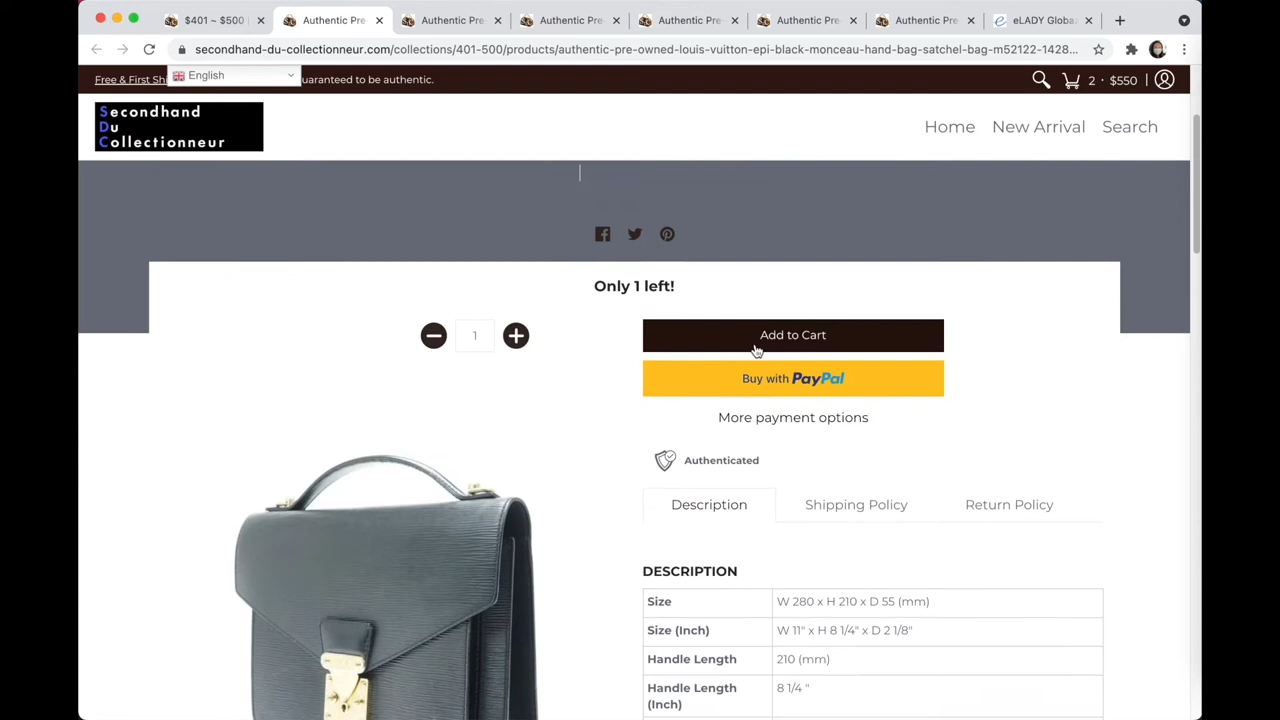 $401 ~ $500
Authentic Pre-
Authentic Pre-
Authentic Pre-
Authentic Pre-
Authentic Pre-
Authentic Pre-
eLADY Globa
secondhand-du-collectionneur.com/collections/401-500/products/authentic-pre-owned-louis-vuitton-epi-black-monceau-hand-bag-satchel-bag-m52122-1428...
Free & First Shi
English
uaranteed to be authentic.
2 · $550
Secondhand
Du
Collectionneur
Home
New Arrival
Search
Only 1 left!
1
Add to Cart
Buy with PayPal
More payment options
Authenticated
Description
Shipping Policy
Return Policy
DESCRIPTION
Size W 280 x H 210 x D 55 (mm)
Size (Inch) W 11" x H 8 1/4" x D 2 1/8"
Handle Length 210 (mm)
Handle Length 8 1/4 "
(Inch)